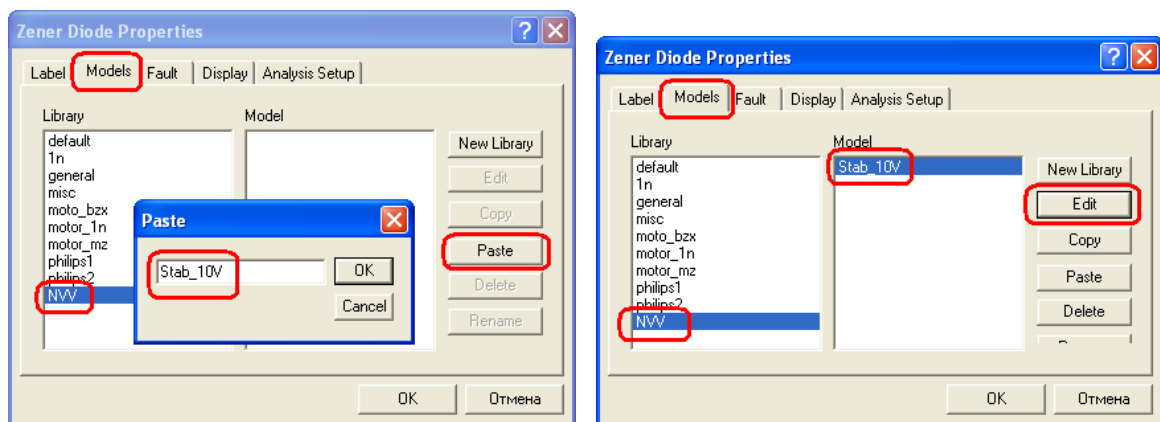 Zener Diode Properties
Label Models Fault Display Analysis Setup
Library Model
default
1n
general
misc
moto_bzx
motor_1n
motor_mz
philips1
philips2
NVV
New Library
Edit
Copy
Paste
Delete
Rename
Paste
Stab_10V
OK
Cancel
OK Отмена
Zener Diode Properties
Label Models Fault Display Analysis Setup
Library Model
default
1n
general
misc
moto_bzx
motor_1n
motor_mz
philips1
philips2
NVV
Stab_10V
New Library
Edit
Copy
Paste
Delete
OK Отмена